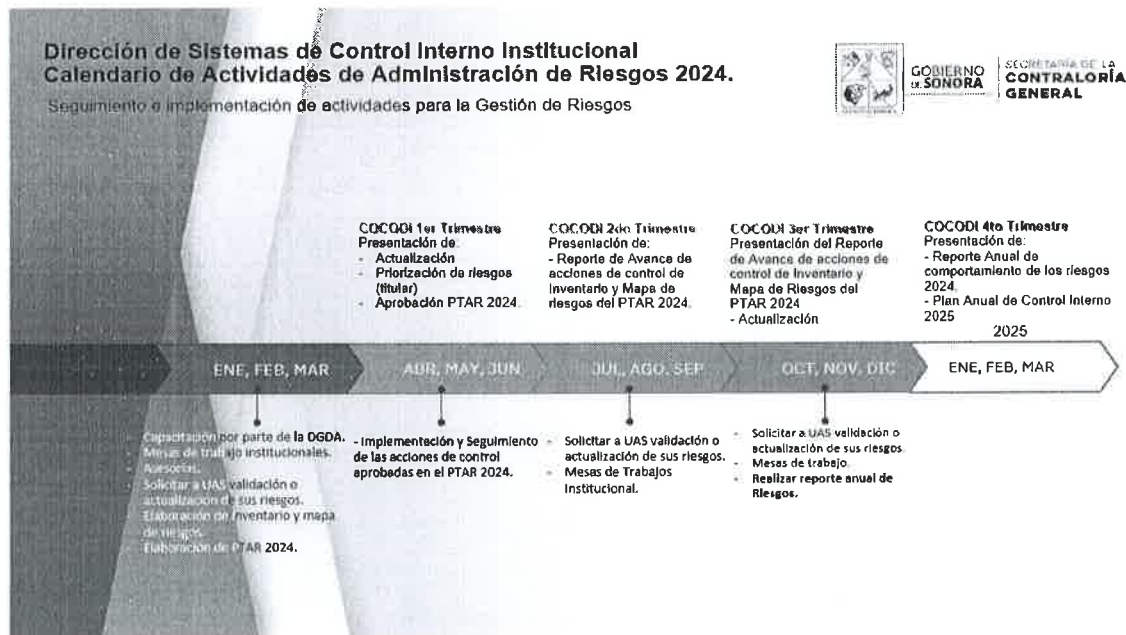 Dirección de Sistemas de Control Interno Institucional
Calendario de Actividades de Administración de Riesgos 2024.
Seguimiento e implementación de actividades para la Gestión de Riesgos
GOBIERNO
DE SONORA
SECRETARÍA DE LA
CONTRALORÍA
GENERAL
COCODI 1er Trimestre
Presentación de:
- Actualización
- Priorización de riesgos
(titular)
- Aprobación PTAR 2024.
COCODI 2do Trimestre
Presentación de:
- Reporte de Avance de
acciones de control de
Inventario y Mapa de
riesgos del PTAR 2024.
COCODI 3er Trimestre
Presentación del Reporte
de Avance de acciones de
control de Inventario y
Mapa de Riesgos del
PTAR 2024
- Actualización
COCODI 4to Trimestre
Presentación de:
- Reporte Anual de
comportamiento de los riesgos
2024.
- Plan Anual de Control Interno
2025
2025
ENE, FEB, MAR
ABR, MAY, JUN
JUL, AGO, SEP
OCT, NOV, DIC
ENE, FEB, MAR
- Capacitación por parte de la DGDA.
- Mesas de trabajo institucionales.
- Asesorías.
- Solicitar a UAS validación o
actualización de sus riesgos.
- Elaboración de inventario y mapa
de riesgos.
- Elaboración de PTAR 2024.
- Implementación y Seguimiento
de las acciones de control
aprobadas en el PTAR 2024.
- Solicitar a UAS validación o
actualización de sus riesgos.
- Mesas de Trabajos
Institucional.
- Solicitar a UAS validación o
actualización de sus riesgos
- Mesas de trabajo.
- Realizar reporte anual de
Riesgos.